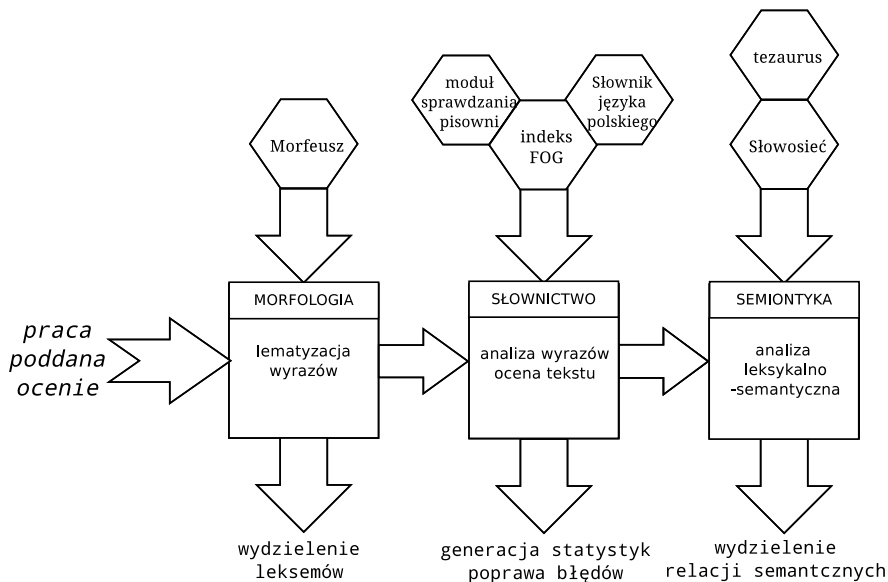 tezaurus
moduł
sprawdzania
pisowni
Słownik
języka
polskiego
Morfeusz
indeks
FOG
Słowosieć
praca
poddana
ocenie
MORFOLOGIA
lematyzacja
wyrazów
SŁOWNICTWO
analiza wyrazów
ocena tekstu
SEMIONTYKA
analiza
leksykalno
-semantyczna
wydzielenie
leksemów
generacja statystyk
poprawa błędów
wydzielenie
relacji semantcznych